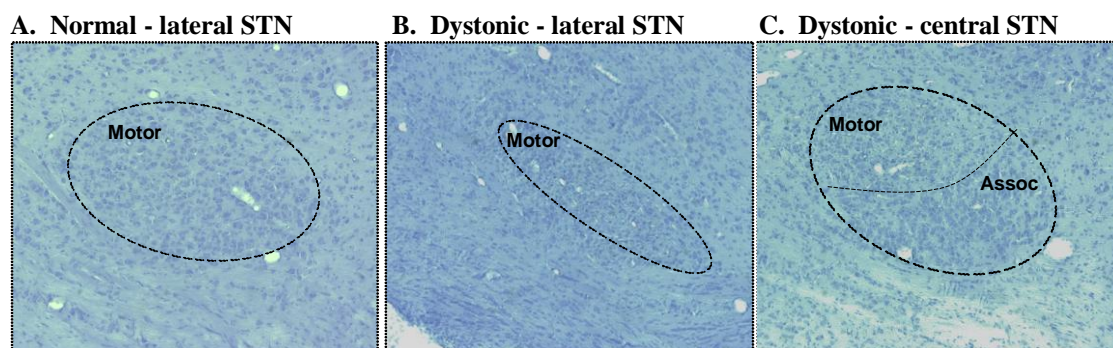 A. Normal - lateral STN
B. Dystonic - lateral STN
C. Dystonic - central STN
Motor
Motor
Motor
Assoc